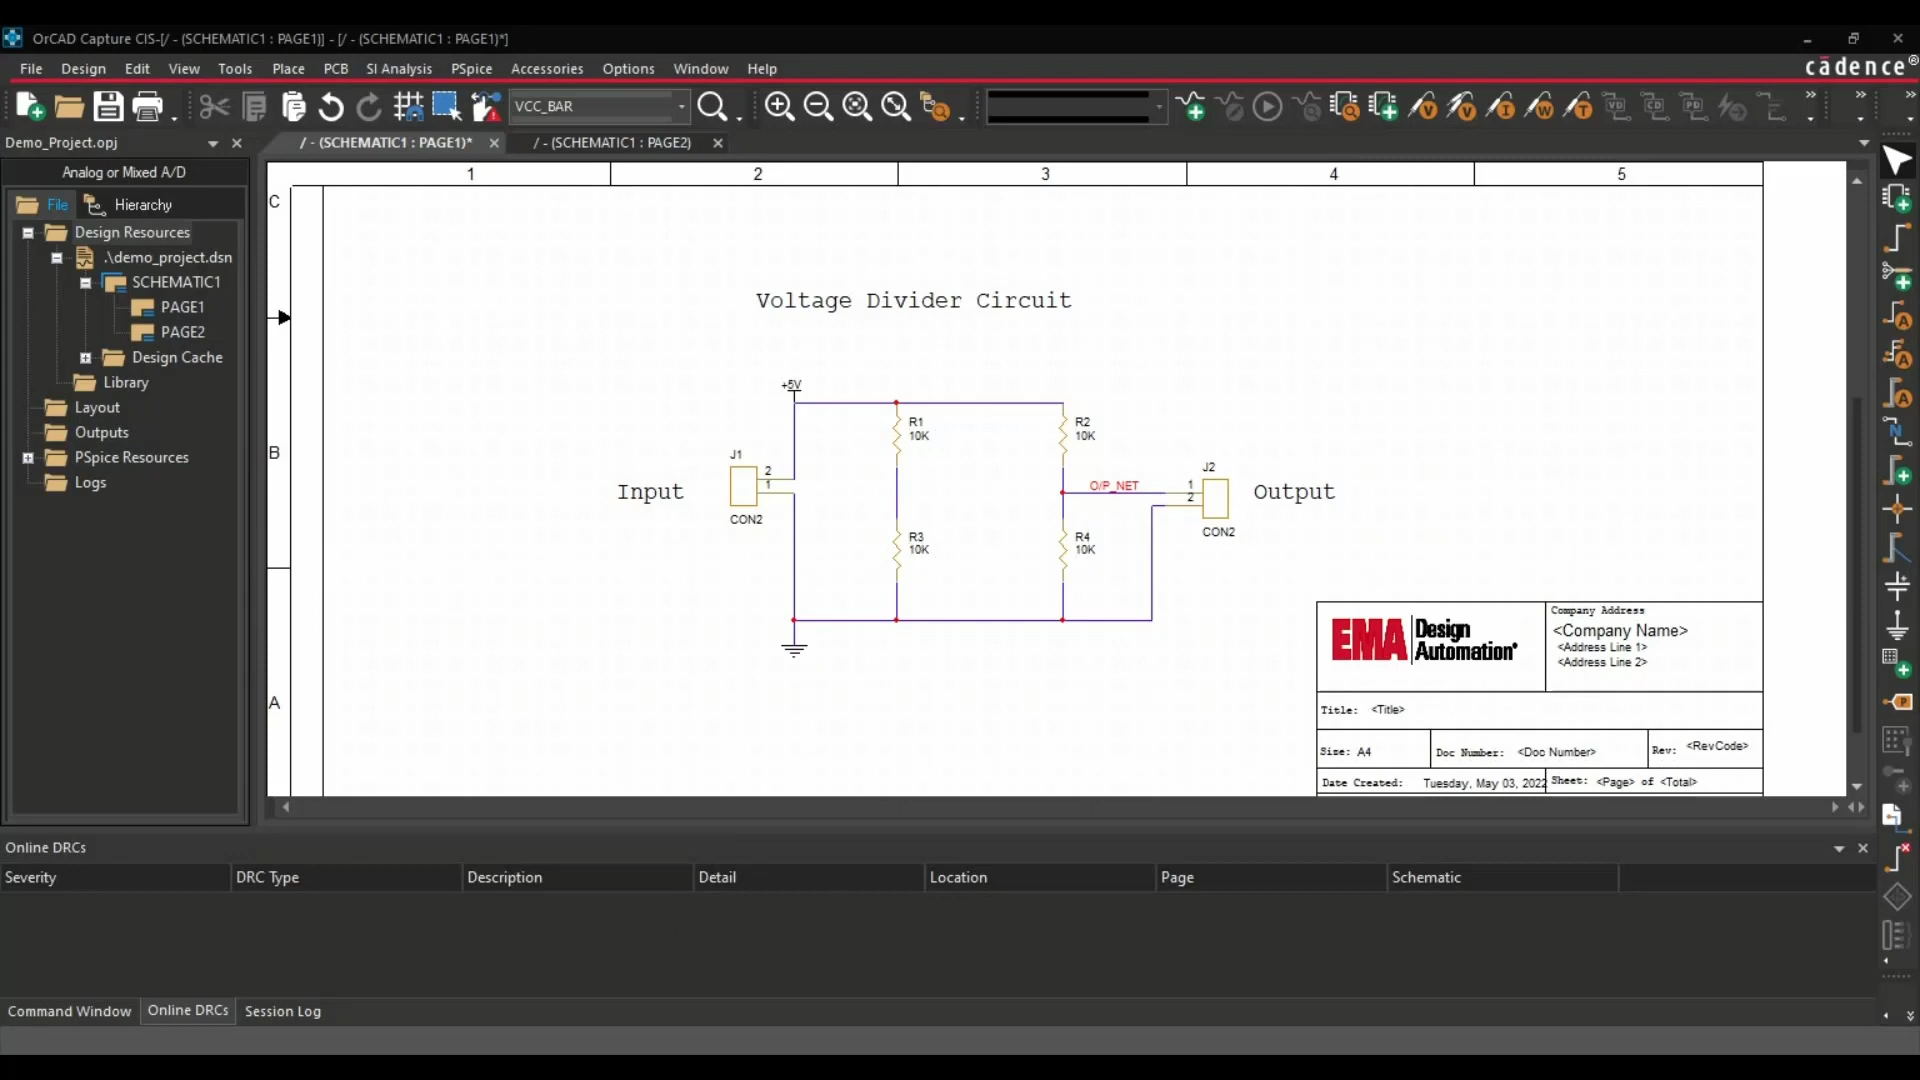 OrCAD Capture CIS-[/ - (SCHEMATIC1 : PAGE1)] - [/ - (SCHEMATIC1 : PAGE1)*]
File Design Edit View Tools Place PCB SI Analysis PSpice Accessories Options Window Help
cādence®
VCC_BAR
Demo_Project.opj
/ - (SCHEMATIC1 : PAGE1)*
/ - (SCHEMATIC1 : PAGE2)
Analog or Mixed A/D
File Hierarchy
Design Resources
.\demo_project.dsn
SCHEMATIC1
PAGE1
PAGE2
Design Cache
Library
Layout
Outputs
PSpice Resources
Logs
1 2 3 4 5
C
B
A
Voltage Divider Circuit
+5V
R1
10K
R2
10K
J1
2
1
CON2
Input
O/P_NET
J2
1
2
CON2
Output
R3
10K
R4
10K
EMA Design Automation®
Company Address
<Company Name>
<Address Line 1>
<Address Line 2>
Title: <Title>
Size: A4
Doc Number: <Doc Number>
Rev: <RevCode>
Date Created: Tuesday, May 03, 2022
Sheet: <Page> of <Total>
Online DRCs
Severity DRC Type Description Detail Location Page Schematic
Command Window Online DRCs Session Log